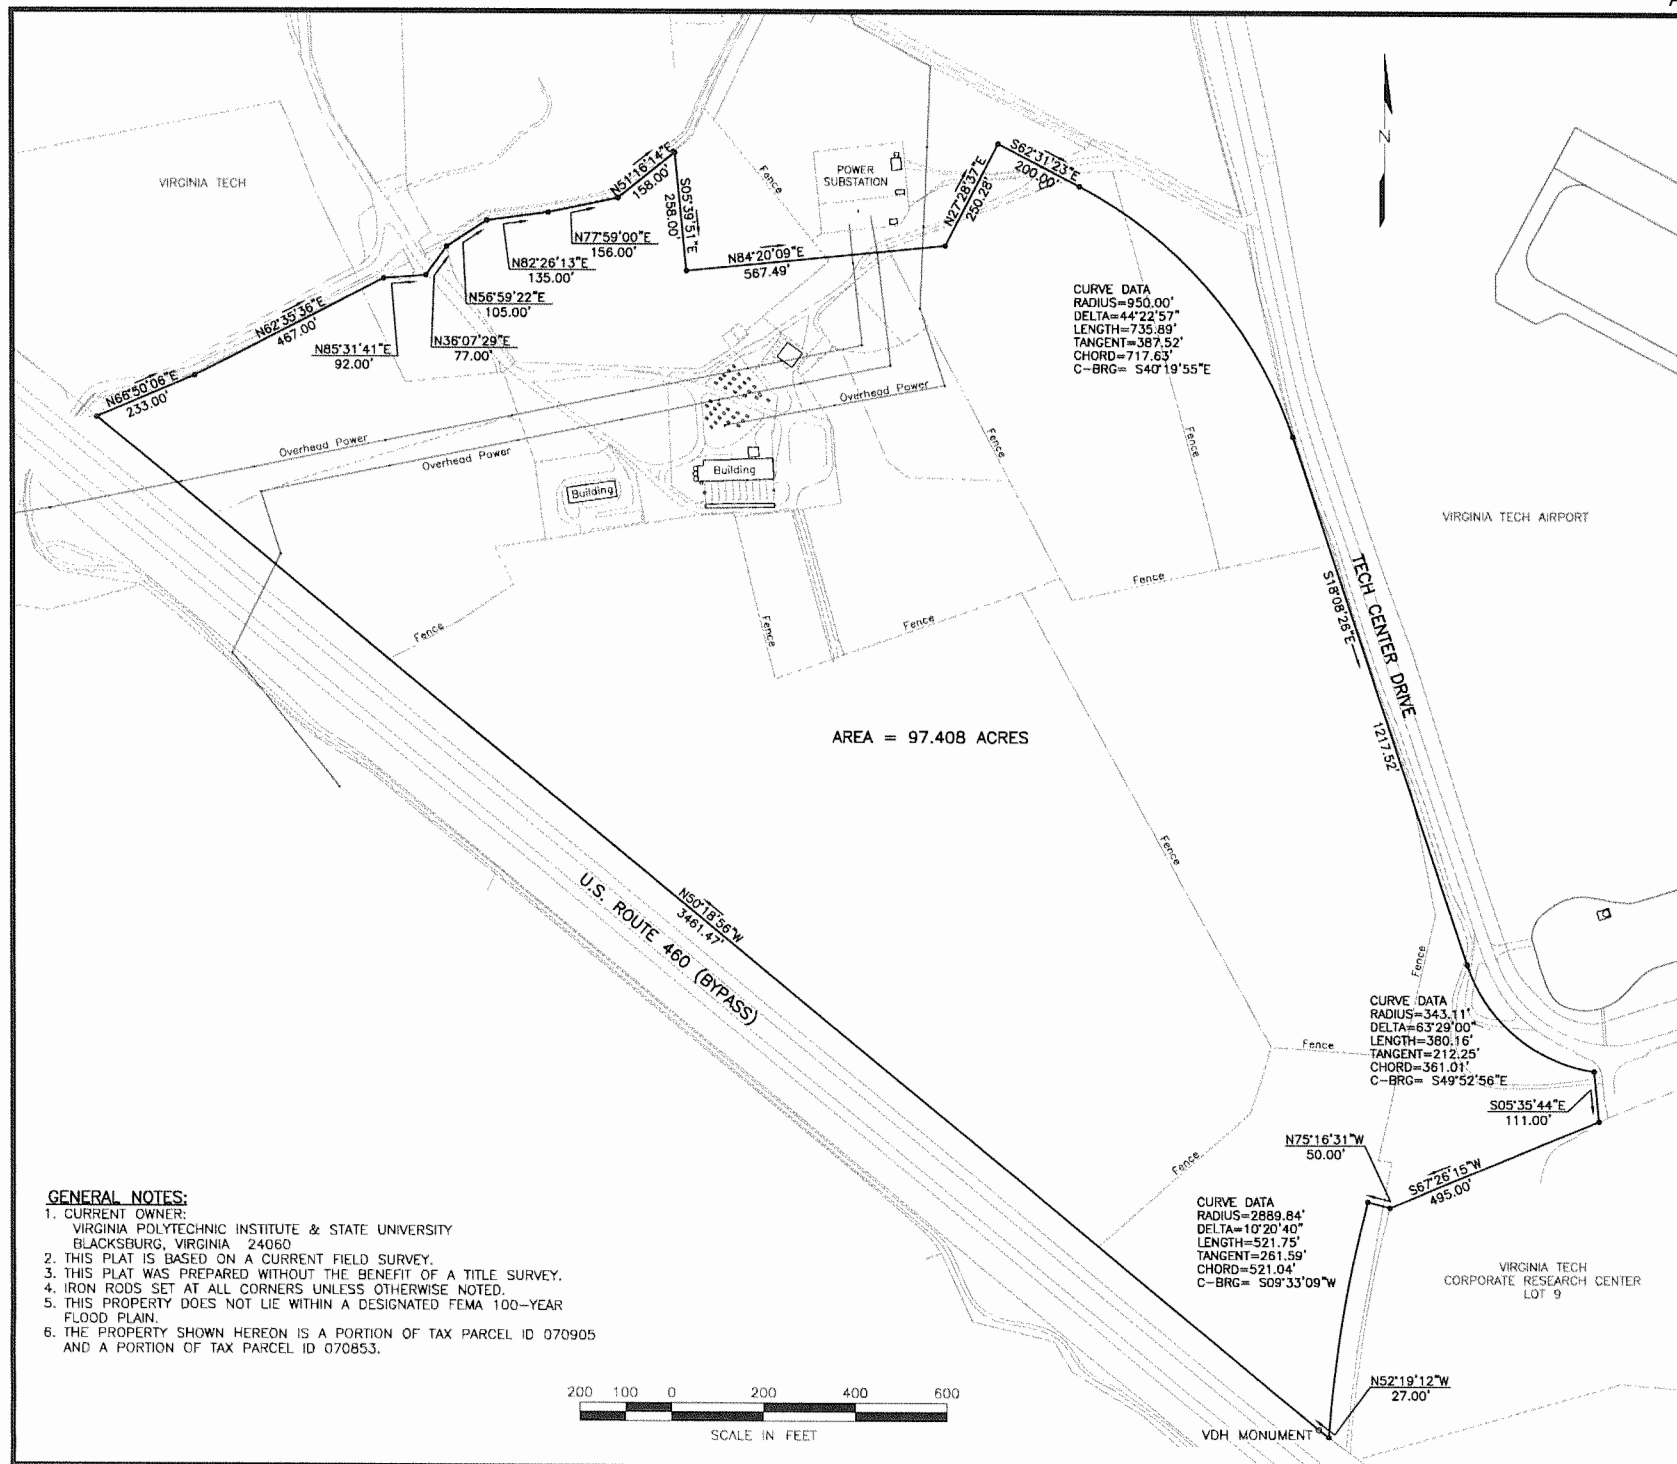 A
VIRGINIA TECH
POWER
SUBSTATION
N
Fence
N51°16'14"E
158.00'
S05°39'51"E
258.00'
N27°28'37"E
250.28'
S62°31'23"E
200.00'
N77°59'00"E
156.00'
N82°26'13"E
135.00'
N84°20'09"E
567.49'
N56°59'22"E
105.00'
N36°07'29"E
77.00'
N62°35'36"E
467.00'
N85°31'41"E
92.00'
N66°50'06"E
233.00'
CURVE DATA
RADIUS=950.00'
DELTA=44°22'57"
LENGTH=735.89'
TANGENT=387.52'
CHORD=717.63'
C-BRG= S40°19'55"E
Overhead Power
Overhead Power
Overhead Power
Building
Building
Fence
Fence
VIRGINIA TECH AIRPORT
Fence
Fence
Fence
Fence
TECH CENTER DRIVE
S18°08'26"E
1217.52'
AREA = 97.408 ACRES
Fence
N50°18'56"W
3461.47'
U.S. ROUTE 460 (BYPASS)
Fence
CURVE DATA
RADIUS=343.11'
DELTA=63°29'00"
LENGTH=380.16'
TANGENT=212.25'
CHORD=361.01'
C-BRG= S49°52'56"E
Fence
S05°35'44"E
111.00'
N75°16'31"W
50.00'
Fence
S67°26'15"W
495.00'
CURVE DATA
RADIUS=2889.84'
DELTA=10°20'40"
LENGTH=521.75'
TANGENT=261.59'
CHORD=521.04'
C-BRG= S09°33'09"W
VIRGINIA TECH
CORPORATE RESEARCH CENTER
LOT 9
N52°19'12"W
27.00'
VDH MONUMENT
GENERAL NOTES:
1. CURRENT OWNER:
VIRGINIA POLYTECHNIC INSTITUTE & STATE UNIVERSITY
BLACKSBURG, VIRGINIA 24060
2. THIS PLAT IS BASED ON A CURRENT FIELD SURVEY.
3. THIS PLAT WAS PREPARED WITHOUT THE BENEFIT OF A TITLE SURVEY.
4. IRON RODS SET AT ALL CORNERS UNLESS OTHERWISE NOTED.
5. THIS PROPERTY DOES NOT LIE WITHIN A DESIGNATED FEMA 100-YEAR
FLOOD PLAIN.
6. THE PROPERTY SHOWN HEREON IS A PORTION OF TAX PARCEL ID 070905
AND A PORTION OF TAX PARCEL ID 070853.
200 100 0 200 400 600
SCALE IN FEET